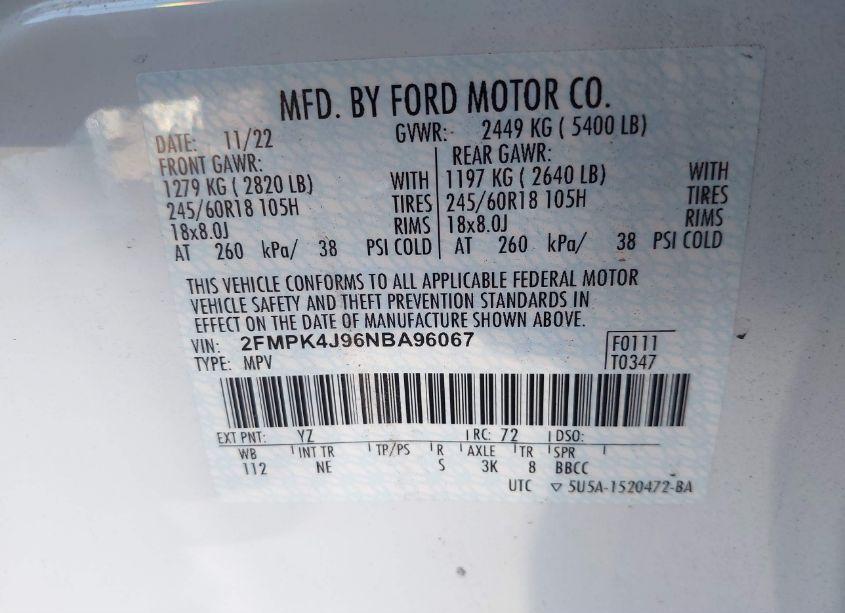 MFD. BY FORD MOTOR CO.
DATE: 11/22 GVWR: 2449 KG ( 5400 LB)
FRONT GAWR: REAR GAWR:
1279 KG ( 2820 LB) WITH 1197 KG ( 2640 LB) WITH
245/60R18 105H TIRES 245/60R18 105H TIRES
18x8.0J RIMS 18x8.0J RIMS
AT 260 kPa/ 38 PSI COLD AT 260 kPa/ 38 PSI COLD
THIS VEHICLE CONFORMS TO ALL APPLICABLE FEDERAL MOTOR
VEHICLE SAFETY AND THEFT PREVENTION STANDARDS IN
EFFECT ON THE DATE OF MANUFACTURE SHOWN ABOVE.
VIN: 2FMPK4J96NBA96067 F0111
TYPE: MPV T0347
EXT PNT: YZ RC: 72 DSO:
WB INT TR TP/PS R AXLE TR SPR
112 NE S 3K 8 BBCC
UTC ▽ 5U5A-1520472-BA